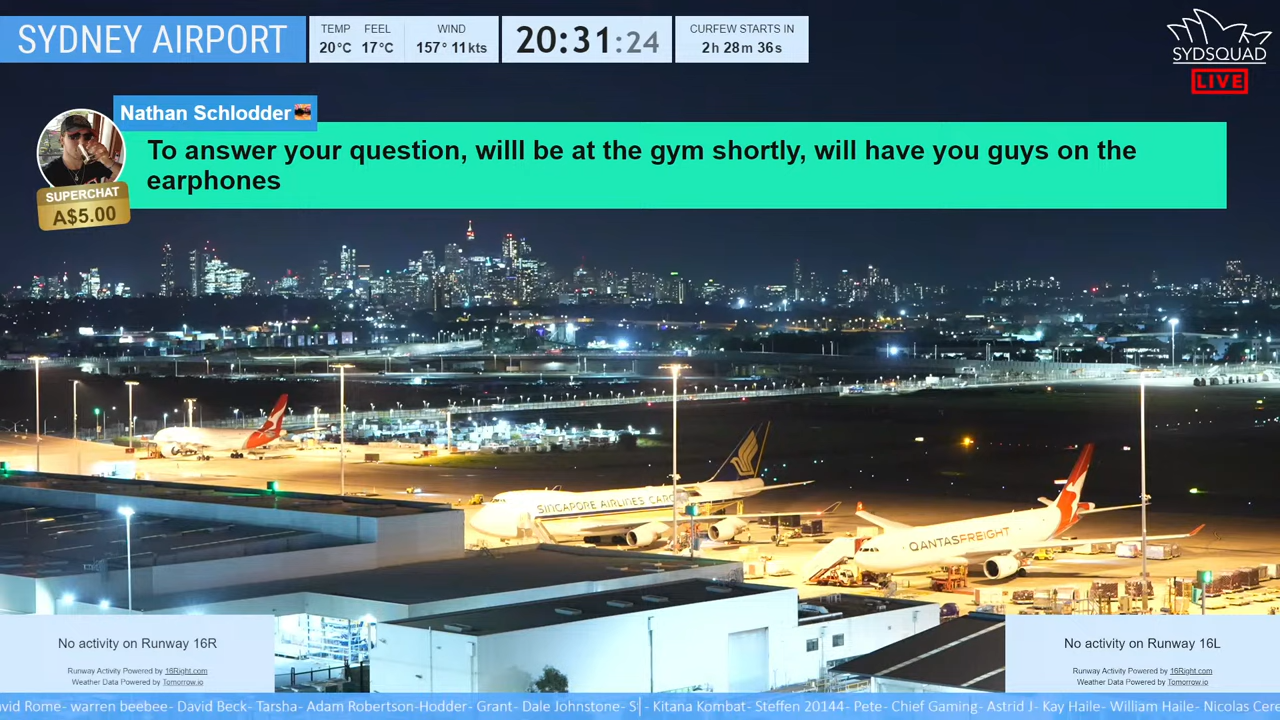 SYDNEY AIRPORT
TEMP FEEL WIND
20°C 17°C 157° 11kts
20:31:24
CURFEW STARTS IN
2h 28m 36s
SYDSQUAD
LIVE
Nathan Schlodder
To answer your question, willl be at the gym shortly, will have you guys on the
earphones
SUPERCHAT
A$5.00
SINGAPORE AIRLINES CARGO
QANTASFREIGHT
No activity on Runway 16R
Runway Activity Powered by 16Right.com
Weather Data Powered by Tomorrow.io
No activity on Runway 16L
Runway Activity Powered by 16Right.com
Weather Data Powered by Tomorrow.io
avid Rome- warren beebee- David Beck- Tarsha- Adam Robertson-Hodder- Grant- Dale Johnstone- S - Kitana Kombat- Steffen 20144- Pete- Chief Gaming- Astrid J- Kay Haile- William Haile- Nicolas Cere